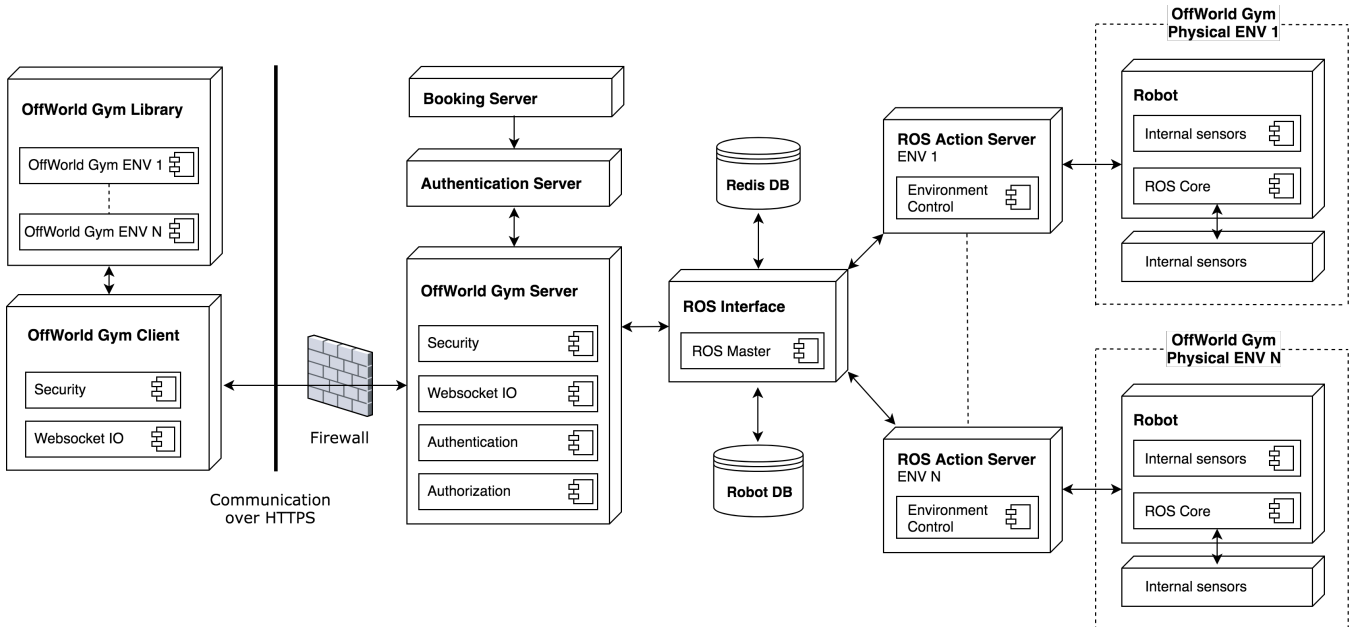 OffWorld Gym Library
OffWorld Gym ENV 1
OffWorld Gym ENV N
OffWorld Gym Client
Security
Websocket IO
Communication
over HTTPS
Firewall
Booking Server
Authentication Server
OffWorld Gym Server
Security
Websocket IO
Authentication
Authorization
Redis DB
ROS Interface
ROS Master
Robot DB
ROS Action Server
ENV 1
Environment
Control
ROS Action Server
ENV N
Environment
Control
OffWorld Gym
Physical ENV 1
Robot
Internal sensors
ROS Core
Internal sensors
OffWorld Gym
Physical ENV N
Robot
Internal sensors
ROS Core
Internal sensors